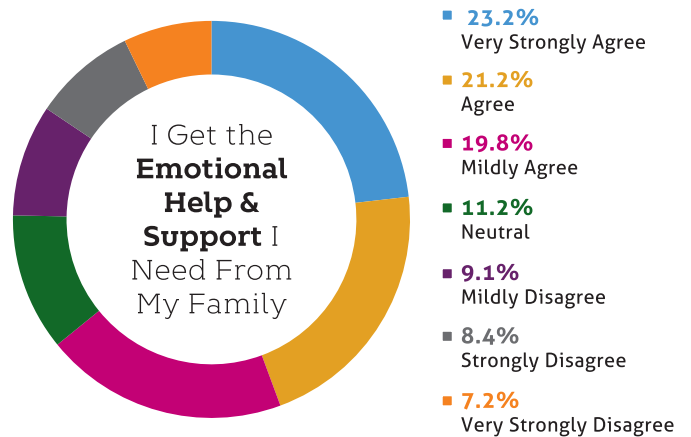 I Get the
Emotional
Help &
Support I
Need From
My Family
23.2%
Very Strongly Agree
21.2%
Agree
19.8%
Mildly Agree
11.2%
Neutral
9.1%
Mildly Disagree
8.4%
Strongly Disagree
7.2%
Very Strongly Disagree